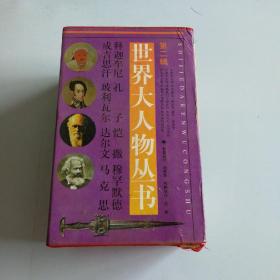 世界大人物丛书
第二辑
释迦牟尼 孔子 恺撒 穆罕默德
成吉思汗 玻利瓦尔 达尔文 马克思
SHIJIEDARENWUCONGSHU